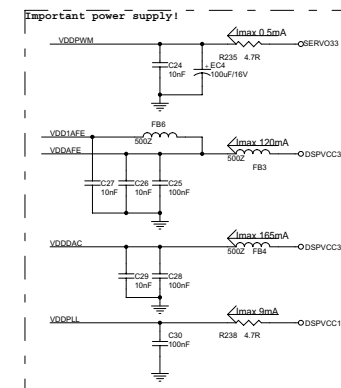 Important power supply!
Imax 0.5mA
VDDPWM
SERVO33
R235 4.7R
C24
10nF
EC4
100uF/16V
FB6
VDD1AFE
500Z
Imax 120mA
VDDAFE
DSPVCC3
500Z
FB3
C27
10nF
C26
10nF
C25
100nF
Imax 165mA
VDDDAC
DSPVCC3
500Z FB4
C29
10nF
C28
100nF
Imax 9mA
VDDPLL
DSPVCC1
R238 4.7R
C30
100nF